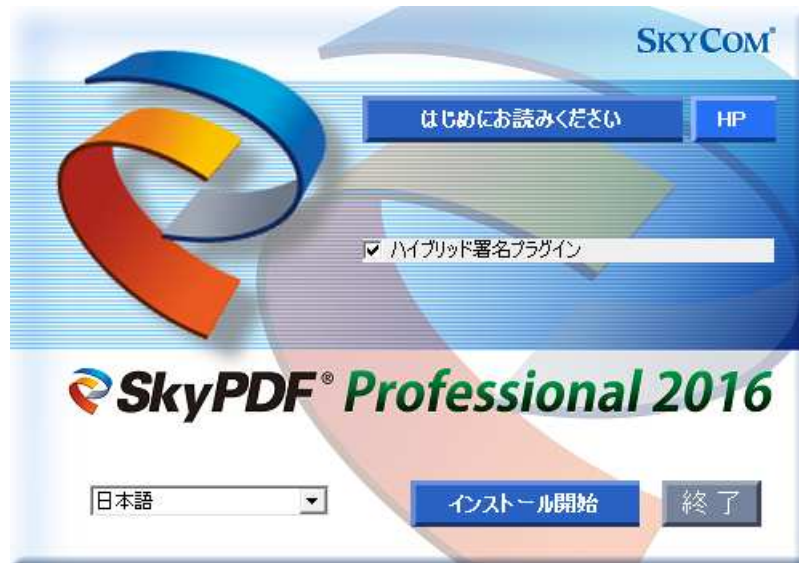 SKYCOM®
はじめにお読みください
HP
ハイブリッド署名プラグイン
SkyPDF® Professional 2016
日本語
インストール開始
終了